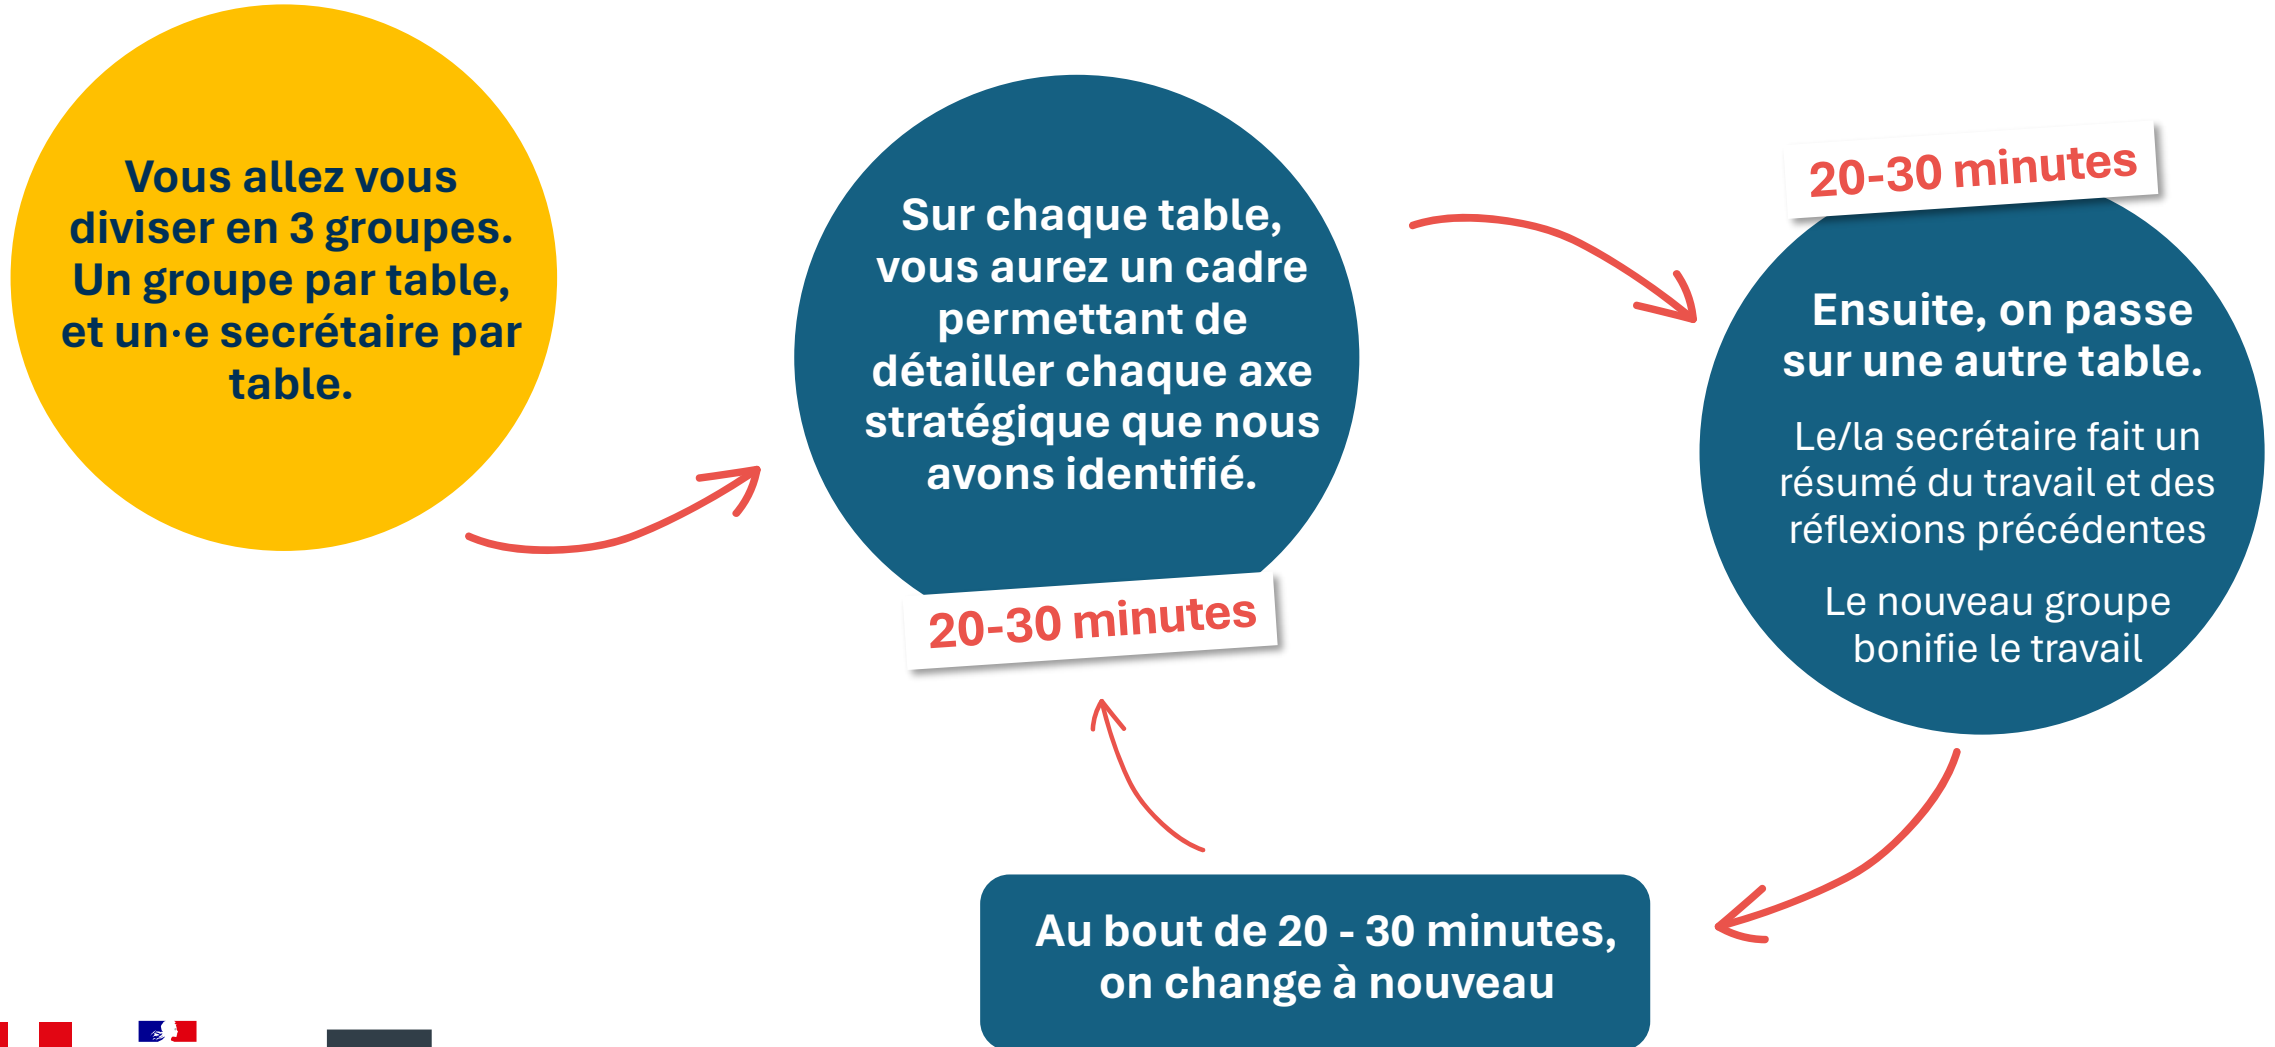 Vous allez vous
diviser en 3 groupes.
Un groupe par table,
et un·e secrétaire par
table.
Sur chaque table,
vous aurez un cadre
permettant de
détailler chaque axe
stratégique que nous
avons identifié.
20-30 minutes
20-30 minutes
Ensuite, on passe
sur une autre table.
Le/la secrétaire fait un
résumé du travail et des
réflexions précédentes
Le nouveau groupe
bonifie le travail
Au bout de 20 - 30 minutes,
on change à nouveau